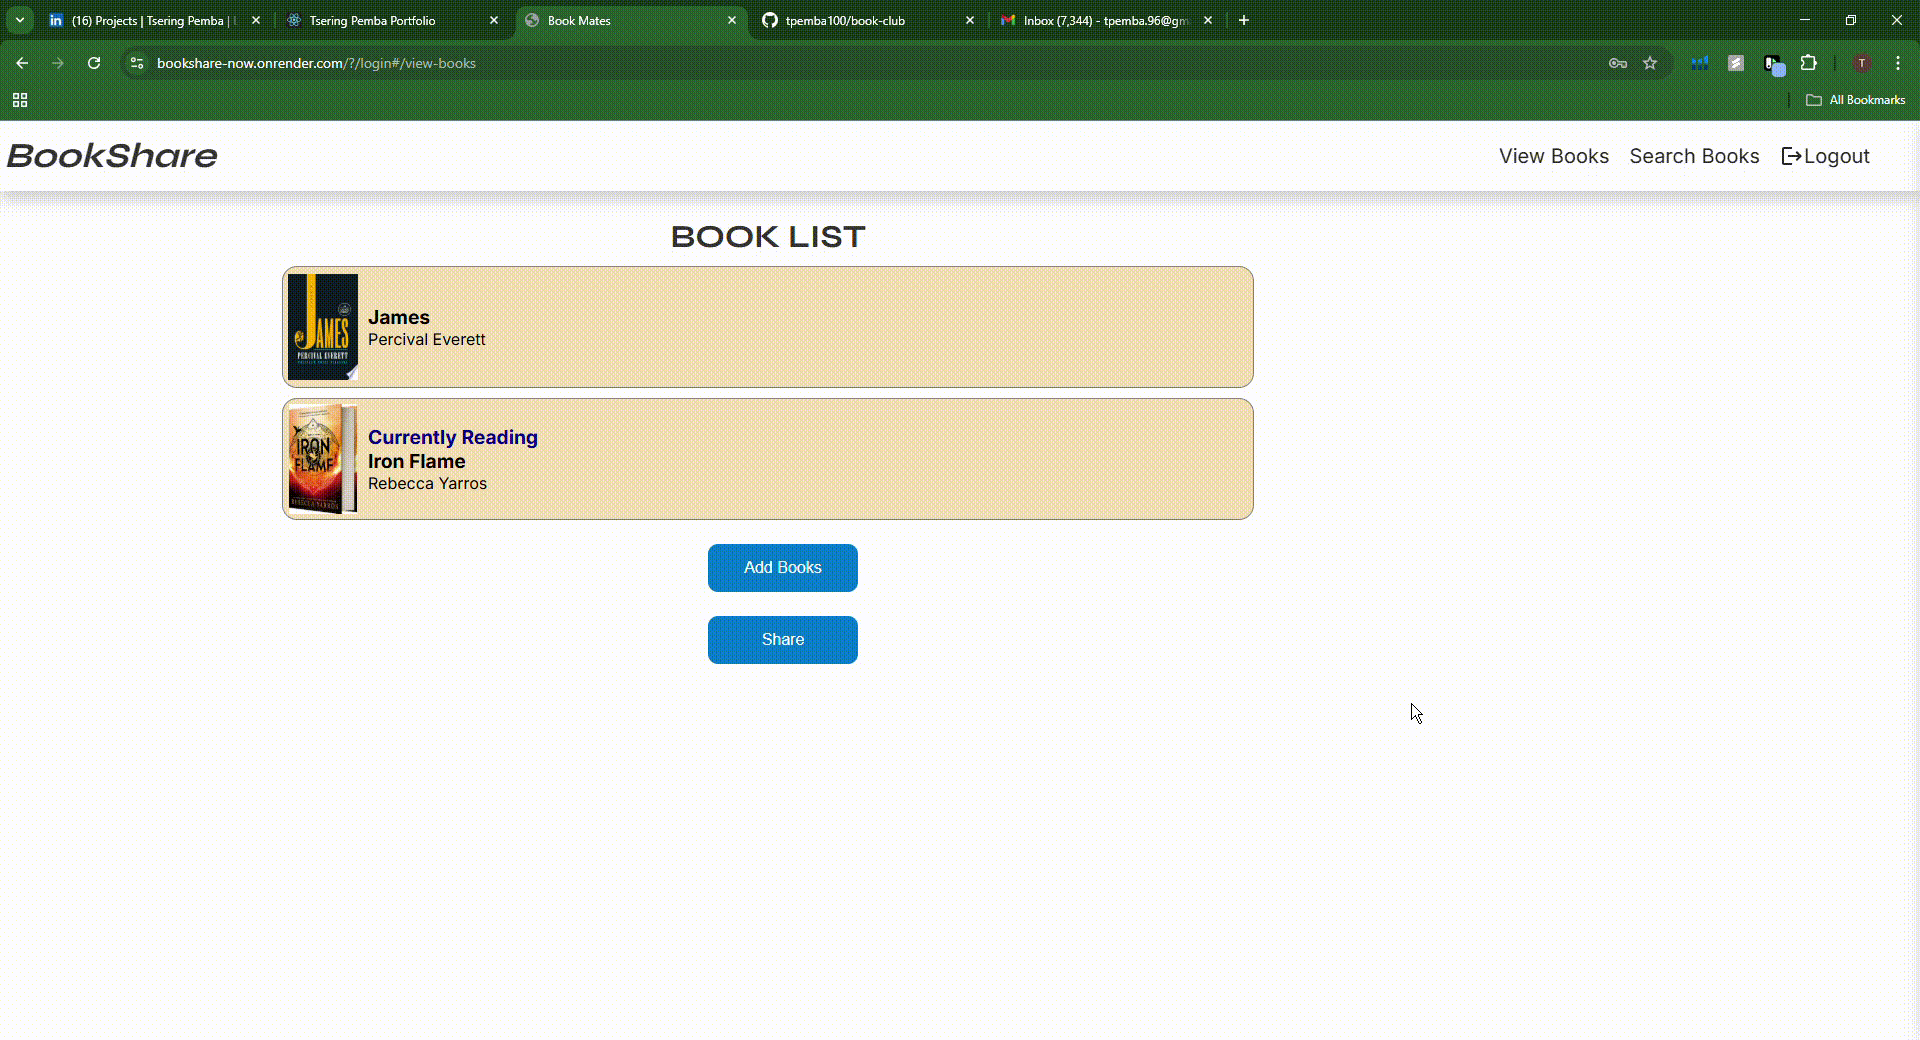 (16) Projects | Tsering Pemba |
Tsering Pemba Portfolio
Book Mates
tpemba100/book-club
Inbox (7,344) - tpemba.96@gm
bookshare-now.onrender.com/?/login#/view-books
T
All Bookmarks
BookShare
View Books
Search Books
Logout
BOOK LIST
JAMES
PERCIVAL EVERETT
James
Percival Everett
IRON
FLAME
Currently Reading
Iron Flame
Rebecca Yarros
Add Books
Share